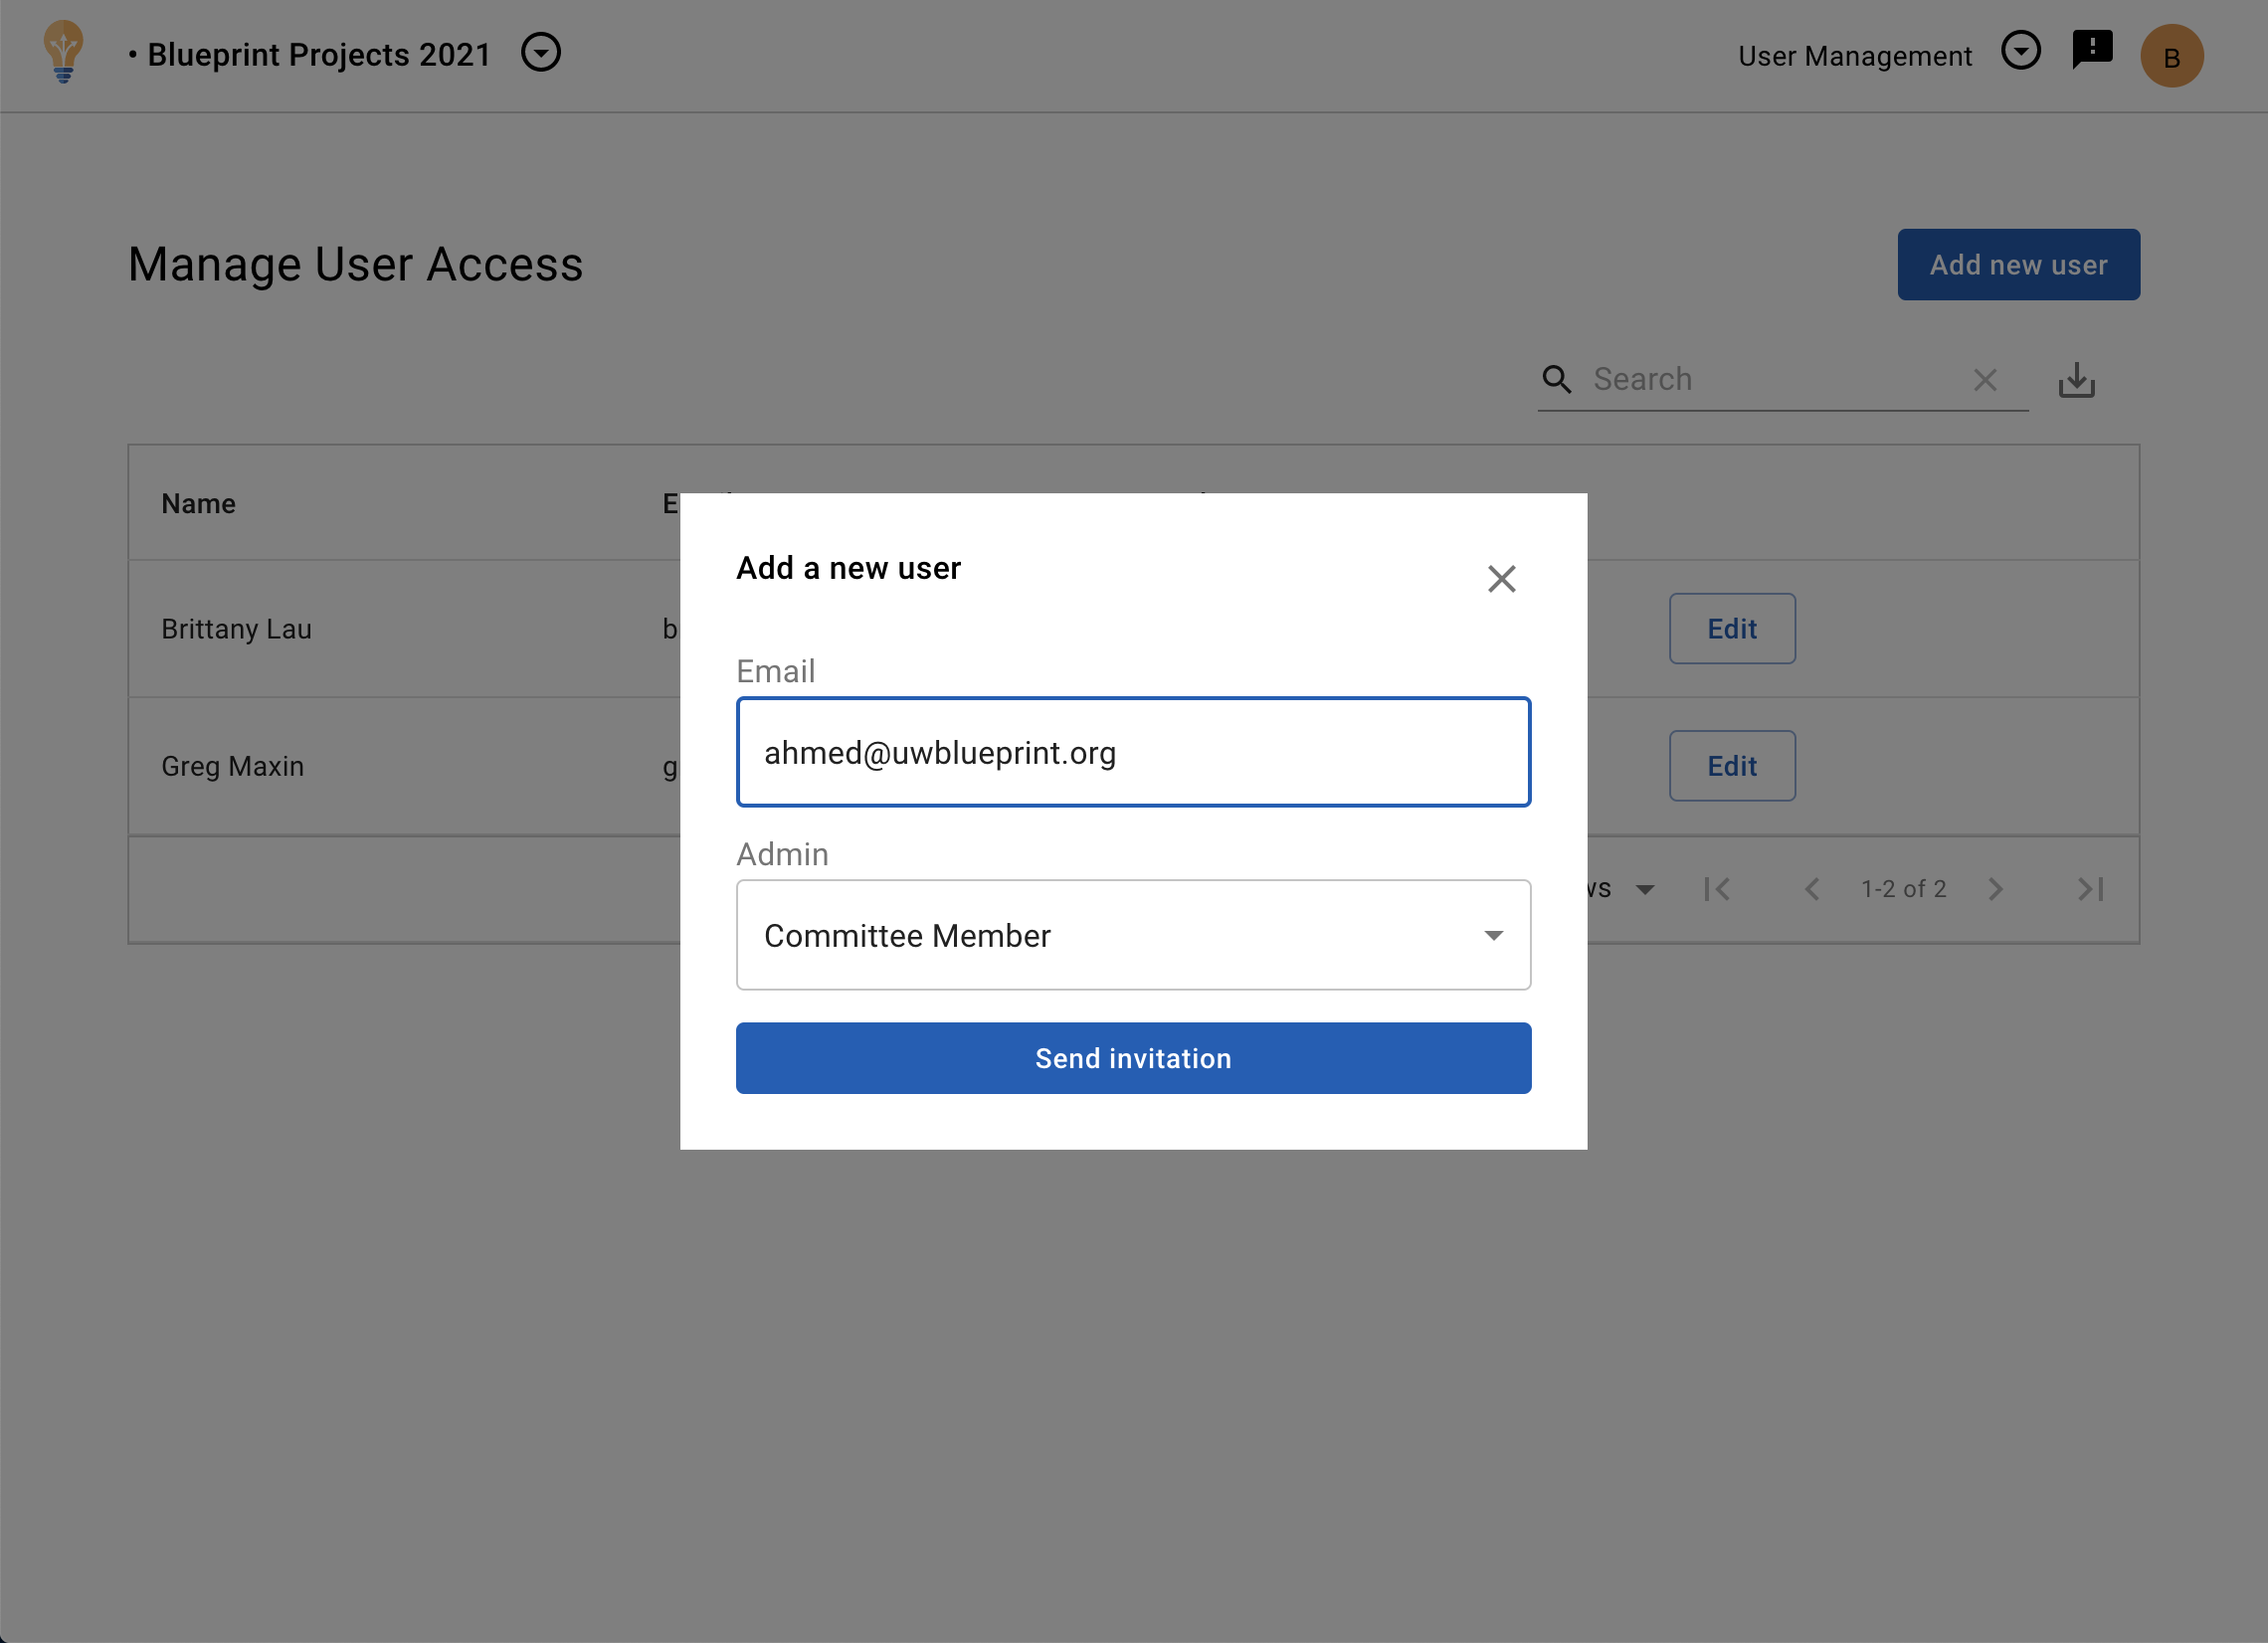 • Blueprint Projects 2021
User Management
B
Manage User Access
Add new user
Search
Name
Brittany Lau
Edit
Greg Maxin
Edit
1-2 of 2
Add a new user
Email
ahmed@uwblueprint.org
Admin
Committee Member
Send invitation